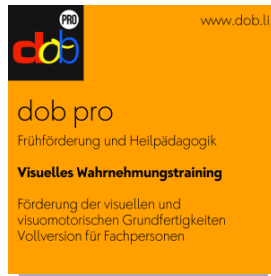 PRO
www.dob.li
dob
dob pro
Frühförderung und Heilpädagogik
Visuelles Wahrnehmungstraining
Förderung der visuellen und
visuomotorischen Grundfertigkeiten
Vollversion für Fachpersonen